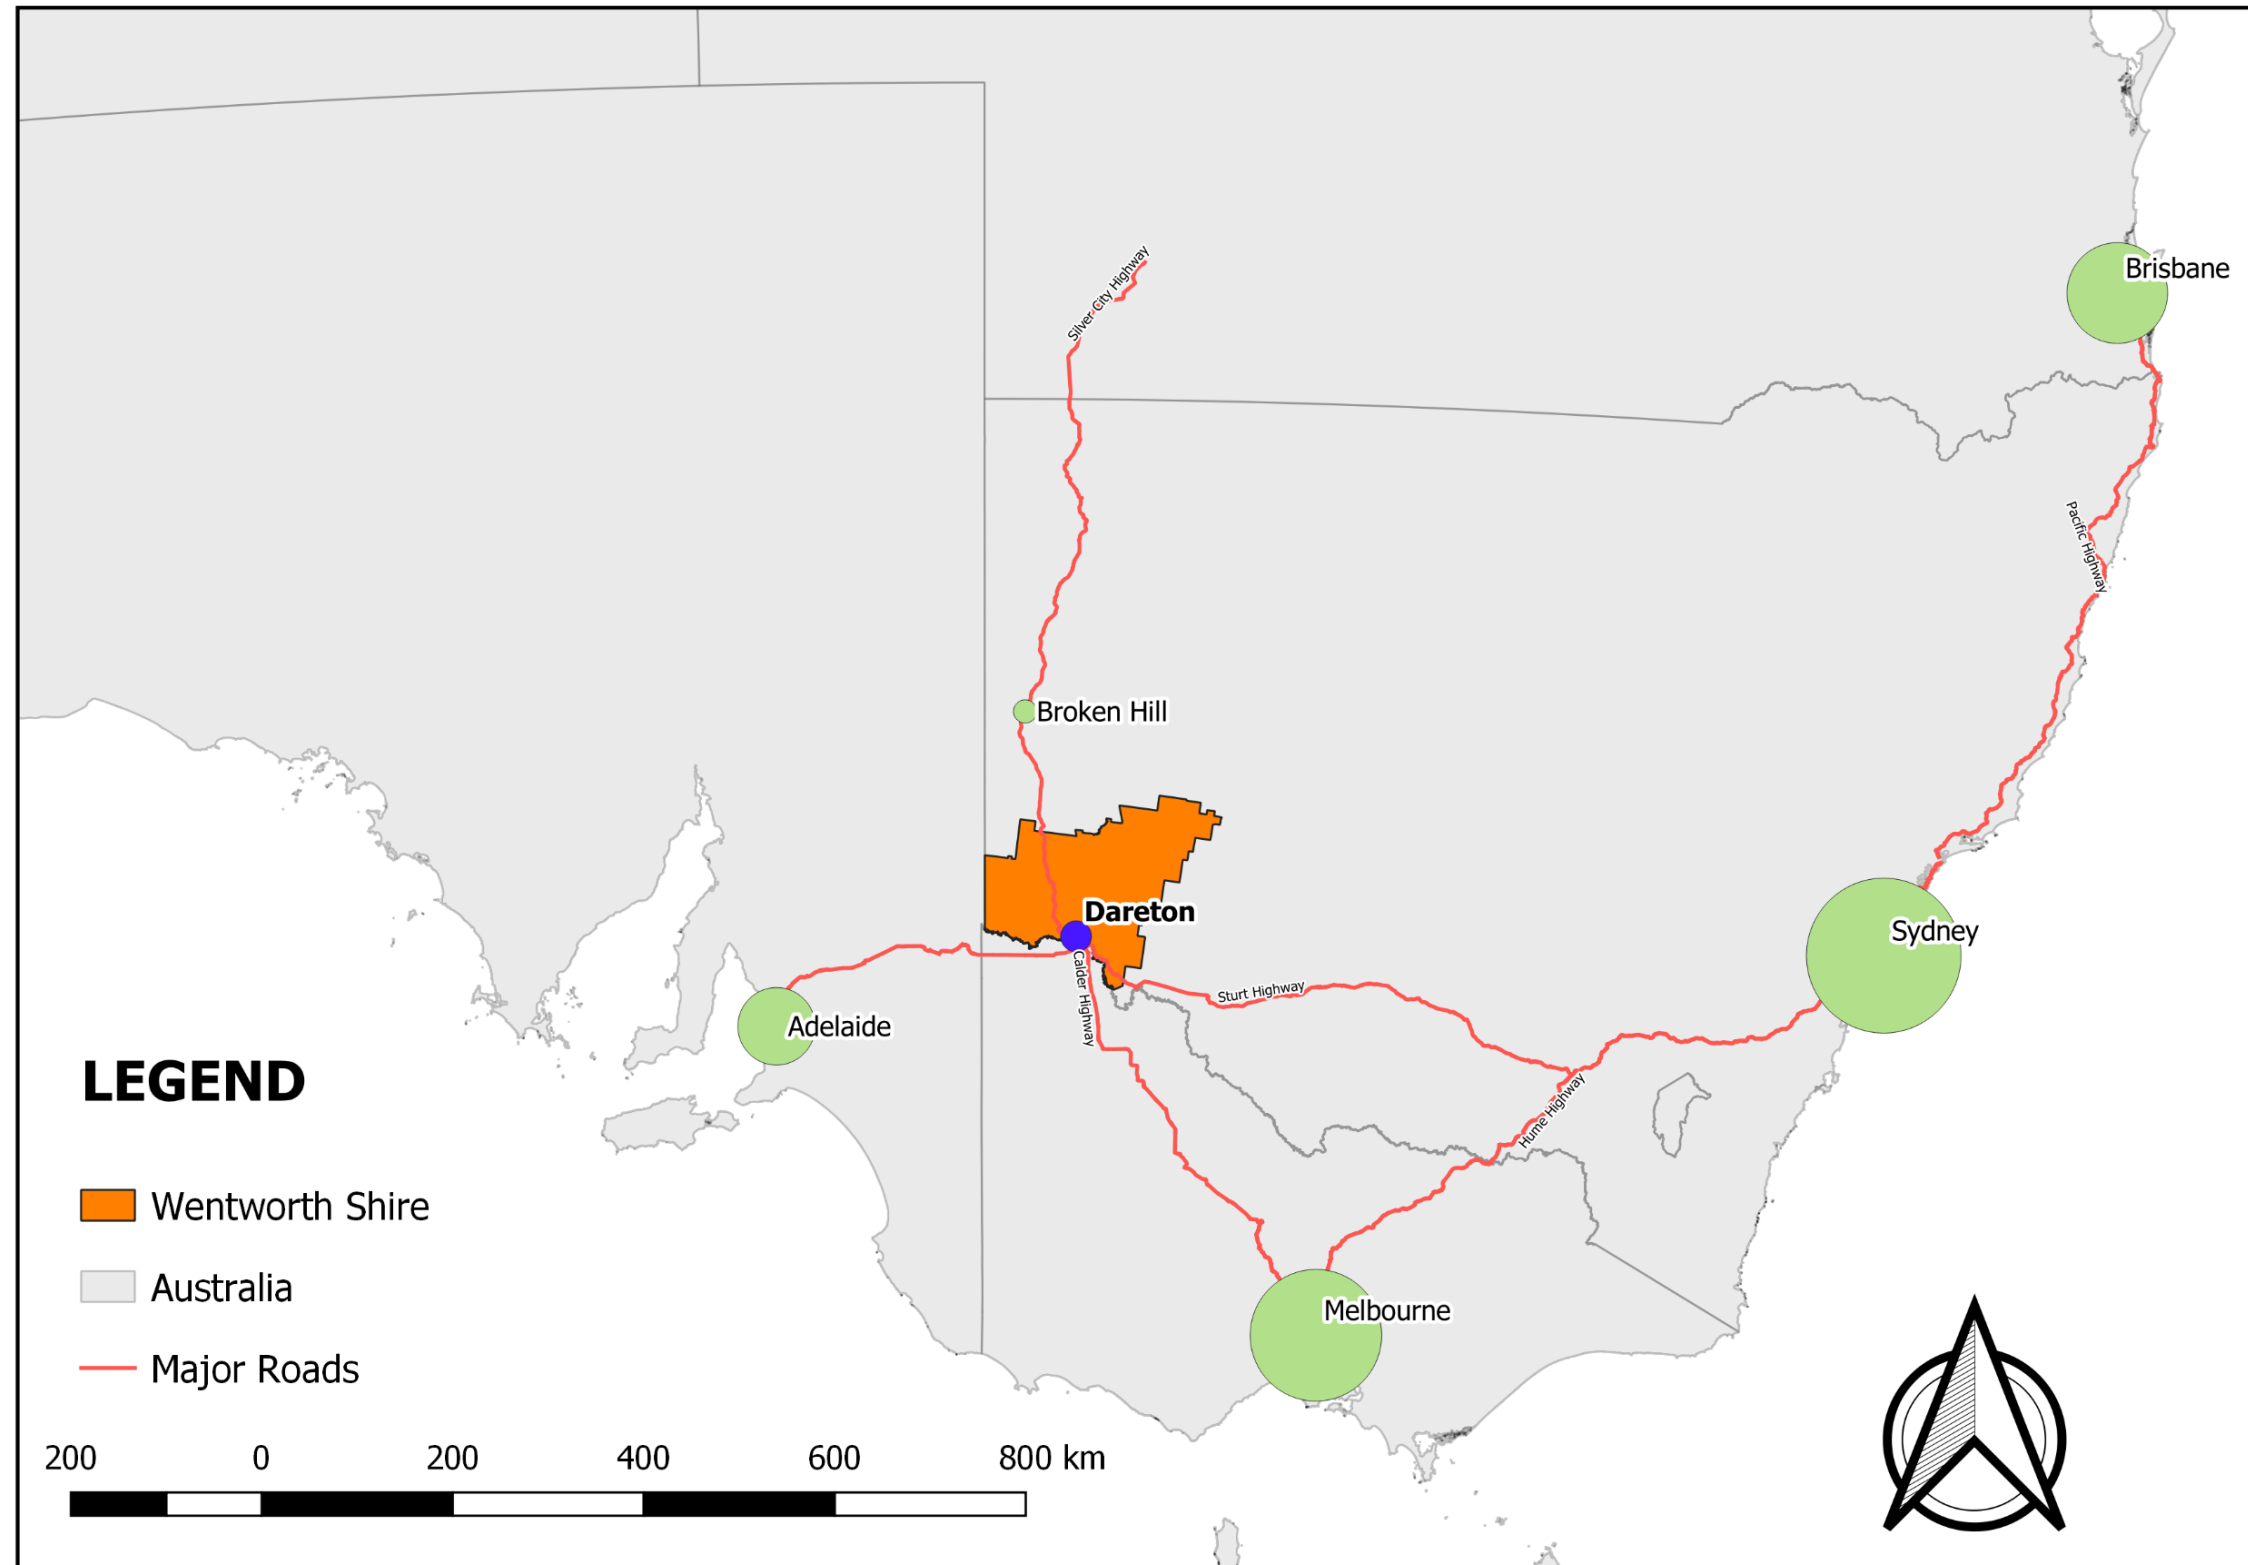 Brisbane
Silver City Highway
Pacific Highway
Broken Hill
Dareton
Sydney
Calder Highway
Sturt Highway
Adelaide
Hume Highway
Melbourne
LEGEND
Wentworth Shire
Australia
Major Roads
200 0 200 400 600 800 km